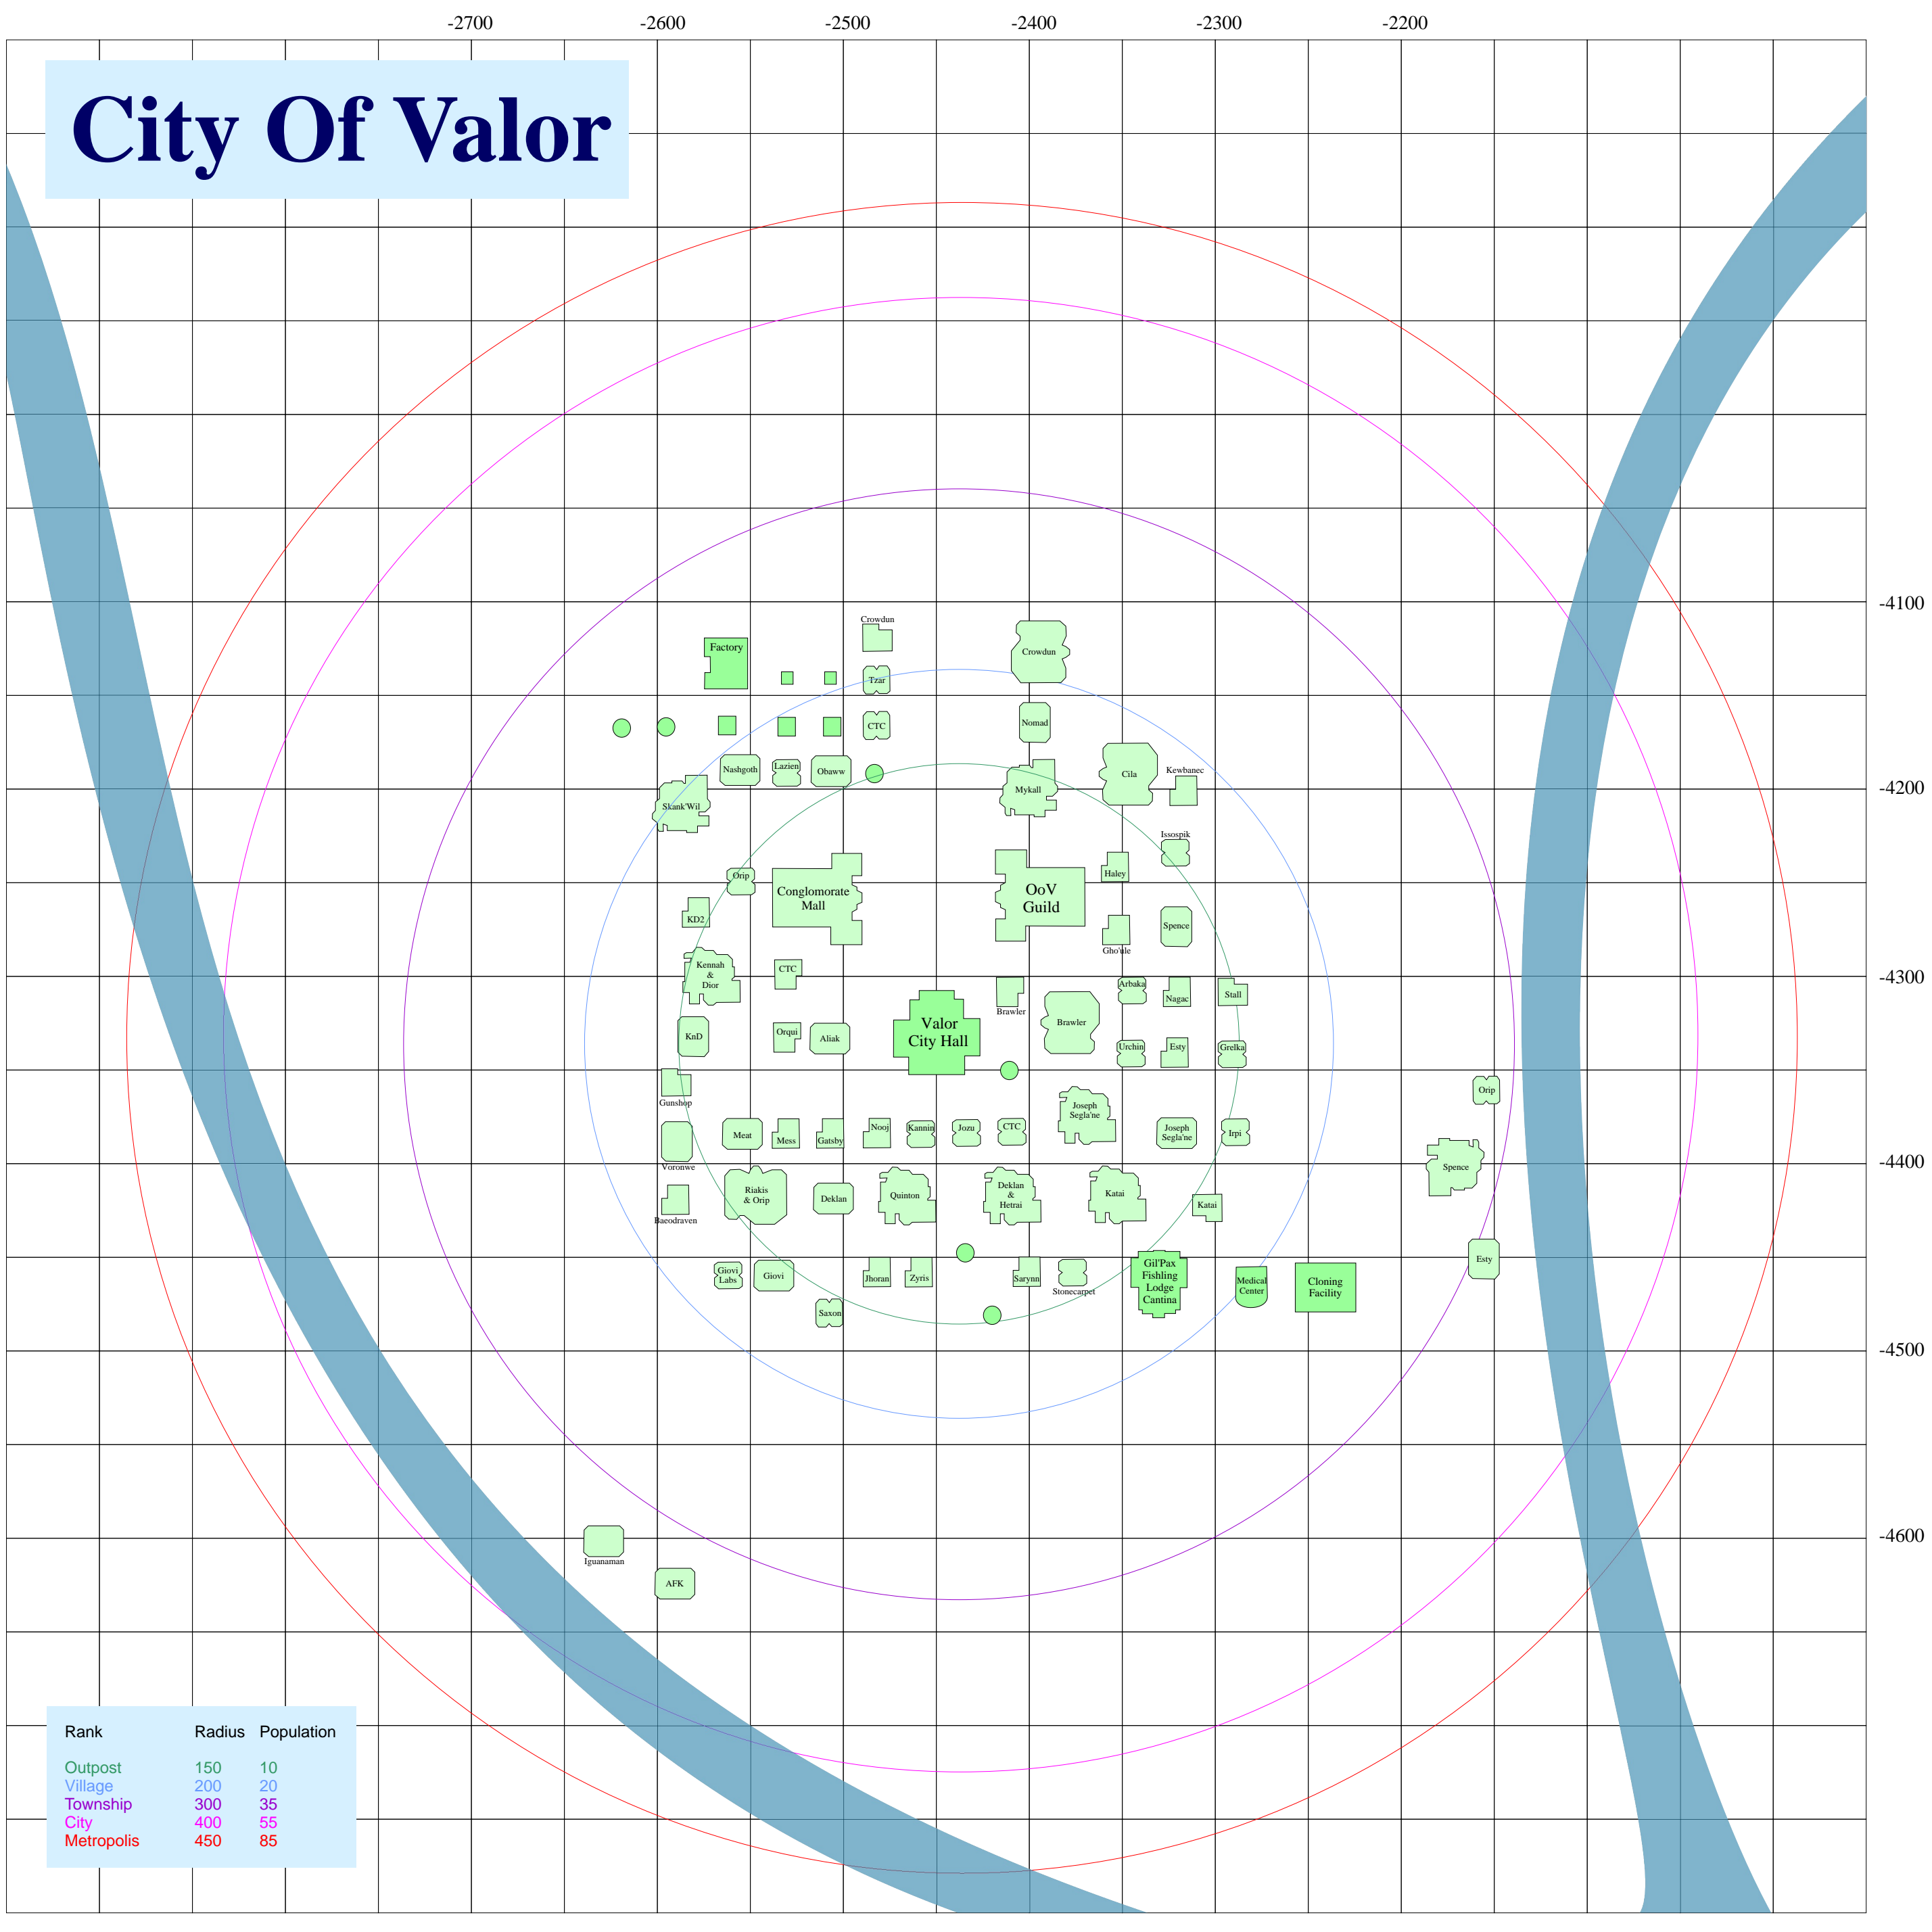 -2700 -2600 -2500 -2400 -2300 -2200
City Of Valor
-4100
Crowdun
Factory
Crowdun
Tzar
Nomad
CTC
Nashgoth
Lazien
Obaww
Cila
Kewbanec
-4200
Mykall
Skank'Wil
Issospik
Orip
Haley
Conglomorate
Mall
OoV
Guild
KD2
Spence
Gho'ule
Kennah
&
Dior
CTC
-4300
Arbaka
Nagac
Stall
Brawler
Brawler
Valor
City Hall
KnD
Orqui
Aliak
Urchin
Esty
Grelka
Orip
Gunshop
Joseph
Segla'ne
Meat
Mess
Gatsby
Nooj
Kannin
Jozu
CTC
Joseph
Segla'ne
Irpi
Voronwe
Spence
-4400
Riakis
& Orip
Deklan
Quinton
Deklan
&
Hetrai
Katai
Katai
Baeodraven
Esty
Giovi
Labs
Giovi
Jhoran
Zyris
Sarynn
Stonecarpet
Gil'Pax
Fishling
Lodge
Cantina
Medical
Center
Cloning
Facility
Saxon
-4500
-4600
Iguanaman
AFK
Rank Radius Population
Outpost 150 10
Village 200 20
Township 300 35
City 400 55
Metropolis 450 85